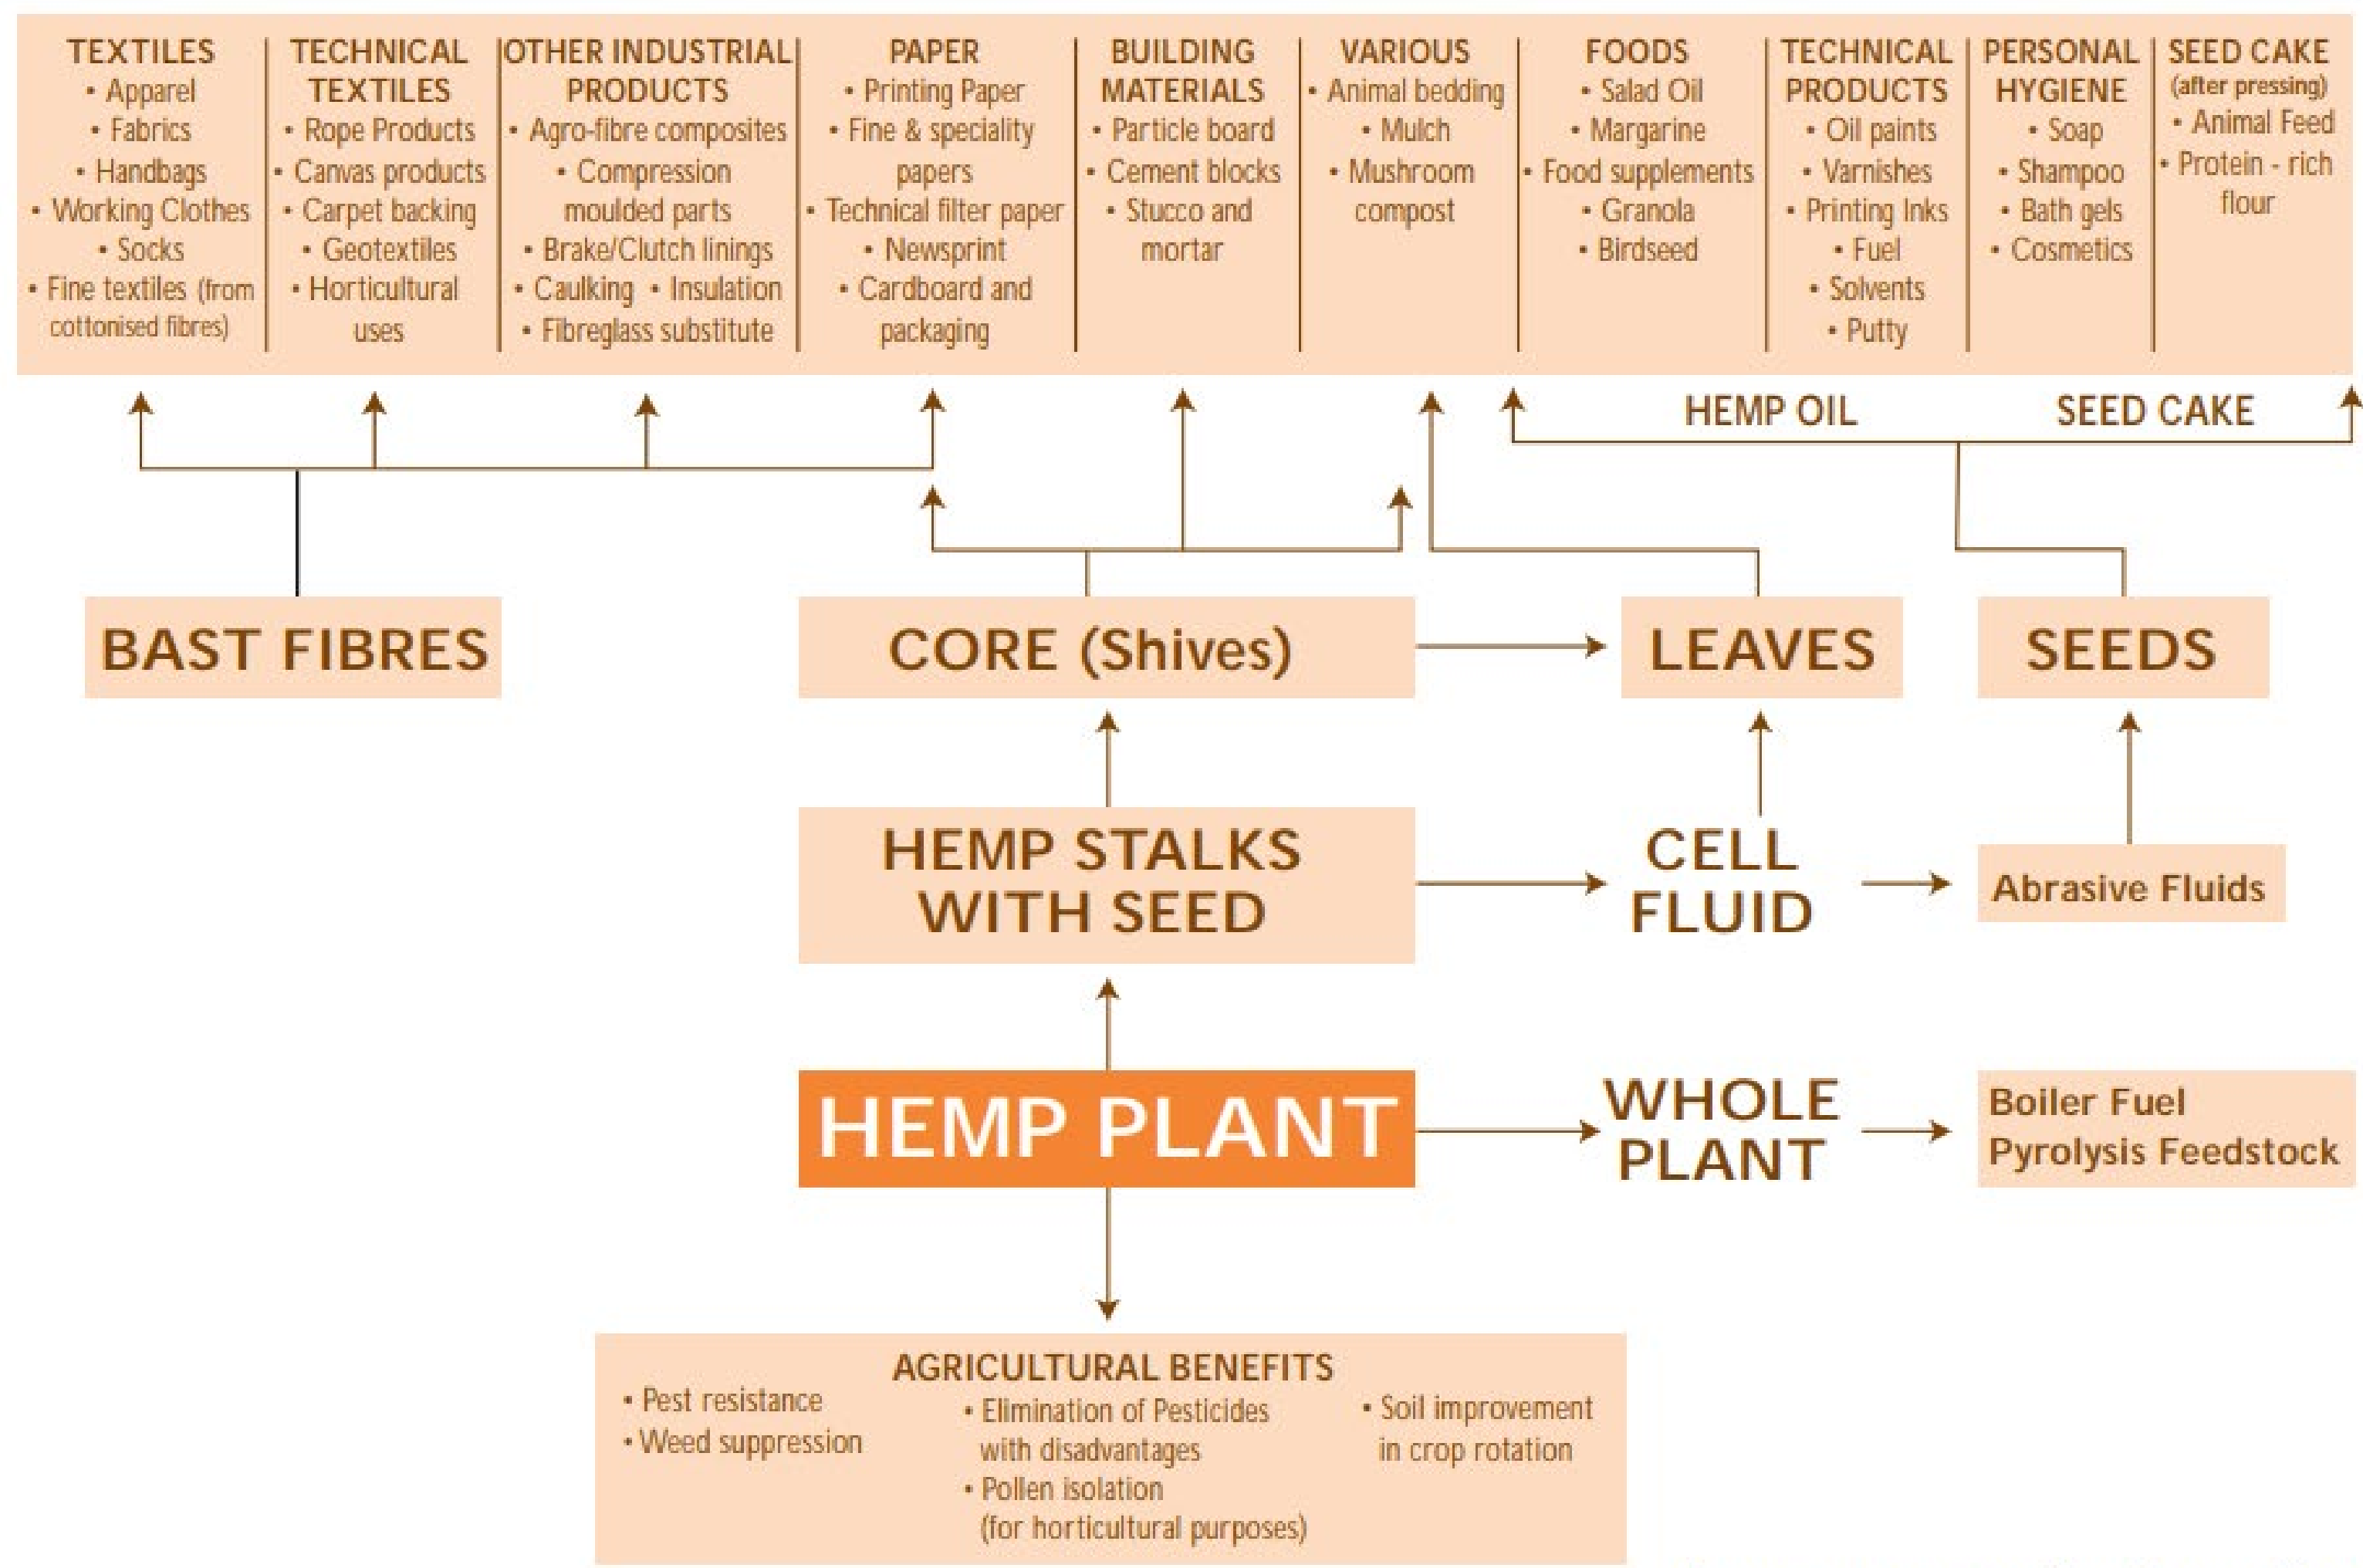 TEXTILES
• Apparel
• Fabrics
• Handbags
• Working Clothes
• Socks
• Fine textiles (from
cottonised fibres)
TECHNICAL
TEXTILES
• Rope Products
• Canvas products
• Carpet backing
• Geotextiles
• Horticultural
uses
OTHER INDUSTRIAL
PRODUCTS
• Agro-fibre composites
• Compression
moulded parts
• Brake/Clutch linings
• Caulking • Insulation
• Fibreglass substitute
PAPER
• Printing Paper
• Fine & speciality
papers
• Technical filter paper
• Newsprint
• Cardboard and
packaging
BUILDING
MATERIALS
• Particle board
• Cement blocks
• Stucco and
mortar
VARIOUS
• Animal bedding
• Mulch
• Mushroom
compost
FOODS
• Salad Oil
• Margarine
• Food supplements
• Granola
• Birdseed
TECHNICAL
PRODUCTS
• Oil paints
• Varnishes
• Printing Inks
• Fuel
• Solvents
• Putty
PERSONAL
HYGIENE
• Soap
• Shampoo
• Bath gels
• Cosmetics
SEED CAKE
(after pressing)
• Animal Feed
• Protein - rich
flour
HEMP OIL
SEED CAKE
BAST FIBRES
CORE (Shives)
LEAVES
SEEDS
HEMP STALKS
WITH SEED
CELL
FLUID
Abrasive Fluids
HEMP PLANT
WHOLE
PLANT
Boiler Fuel
Pyrolysis Feedstock
AGRICULTURAL BENEFITS
• Pest resistance
• Weed suppression
• Elimination of Pesticides
with disadvantages
• Pollen isolation
(for horticultural purposes)
• Soil improvement
in crop rotation